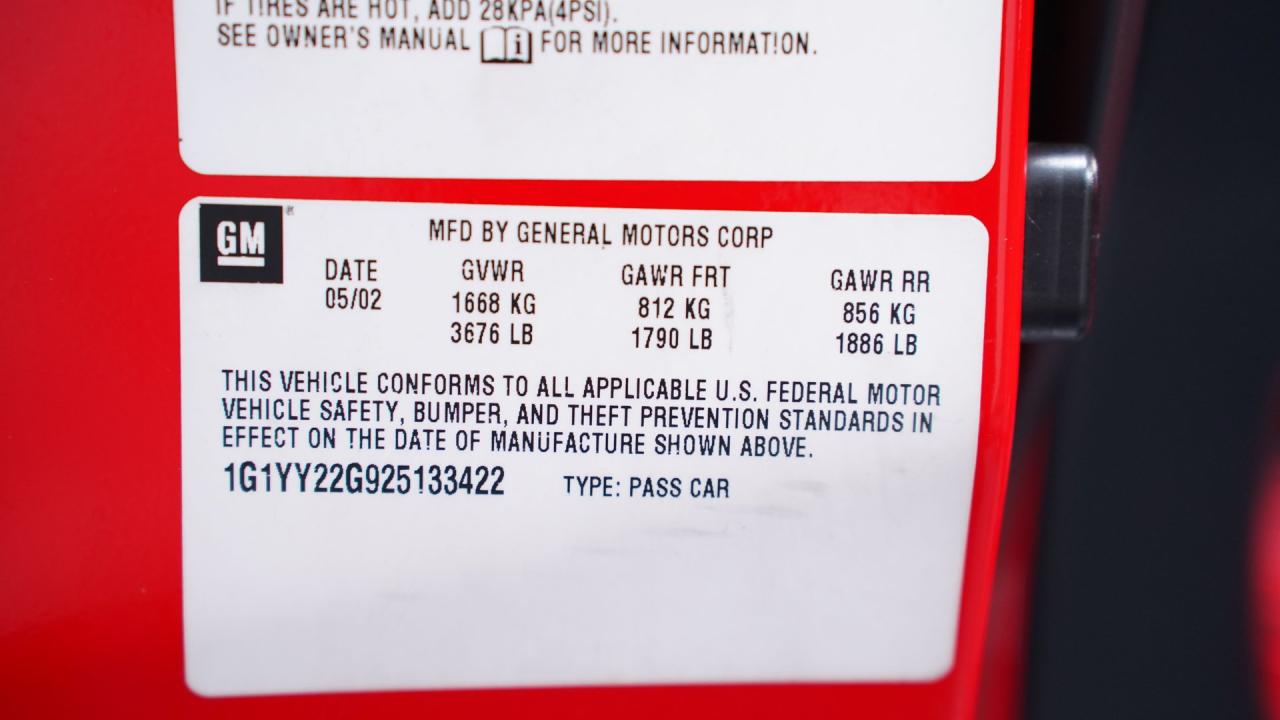 IF TIRES ARE HOT, ADD 28KPA(4PSI).
SEE OWNER'S MANUAL i FOR MORE INFORMATION.
GM
MFD BY GENERAL MOTORS CORP
DATE GVWR GAWR FRT GAWR RR
05/02 1668 KG 812 KG 856 KG
3676 LB 1790 LB 1886 LB
THIS VEHICLE CONFORMS TO ALL APPLICABLE U.S. FEDERAL MOTOR
VEHICLE SAFETY, BUMPER, AND THEFT PREVENTION STANDARDS IN
EFFECT ON THE DATE OF MANUFACTURE SHOWN ABOVE.
1G1YY22G925133422 TYPE: PASS CAR